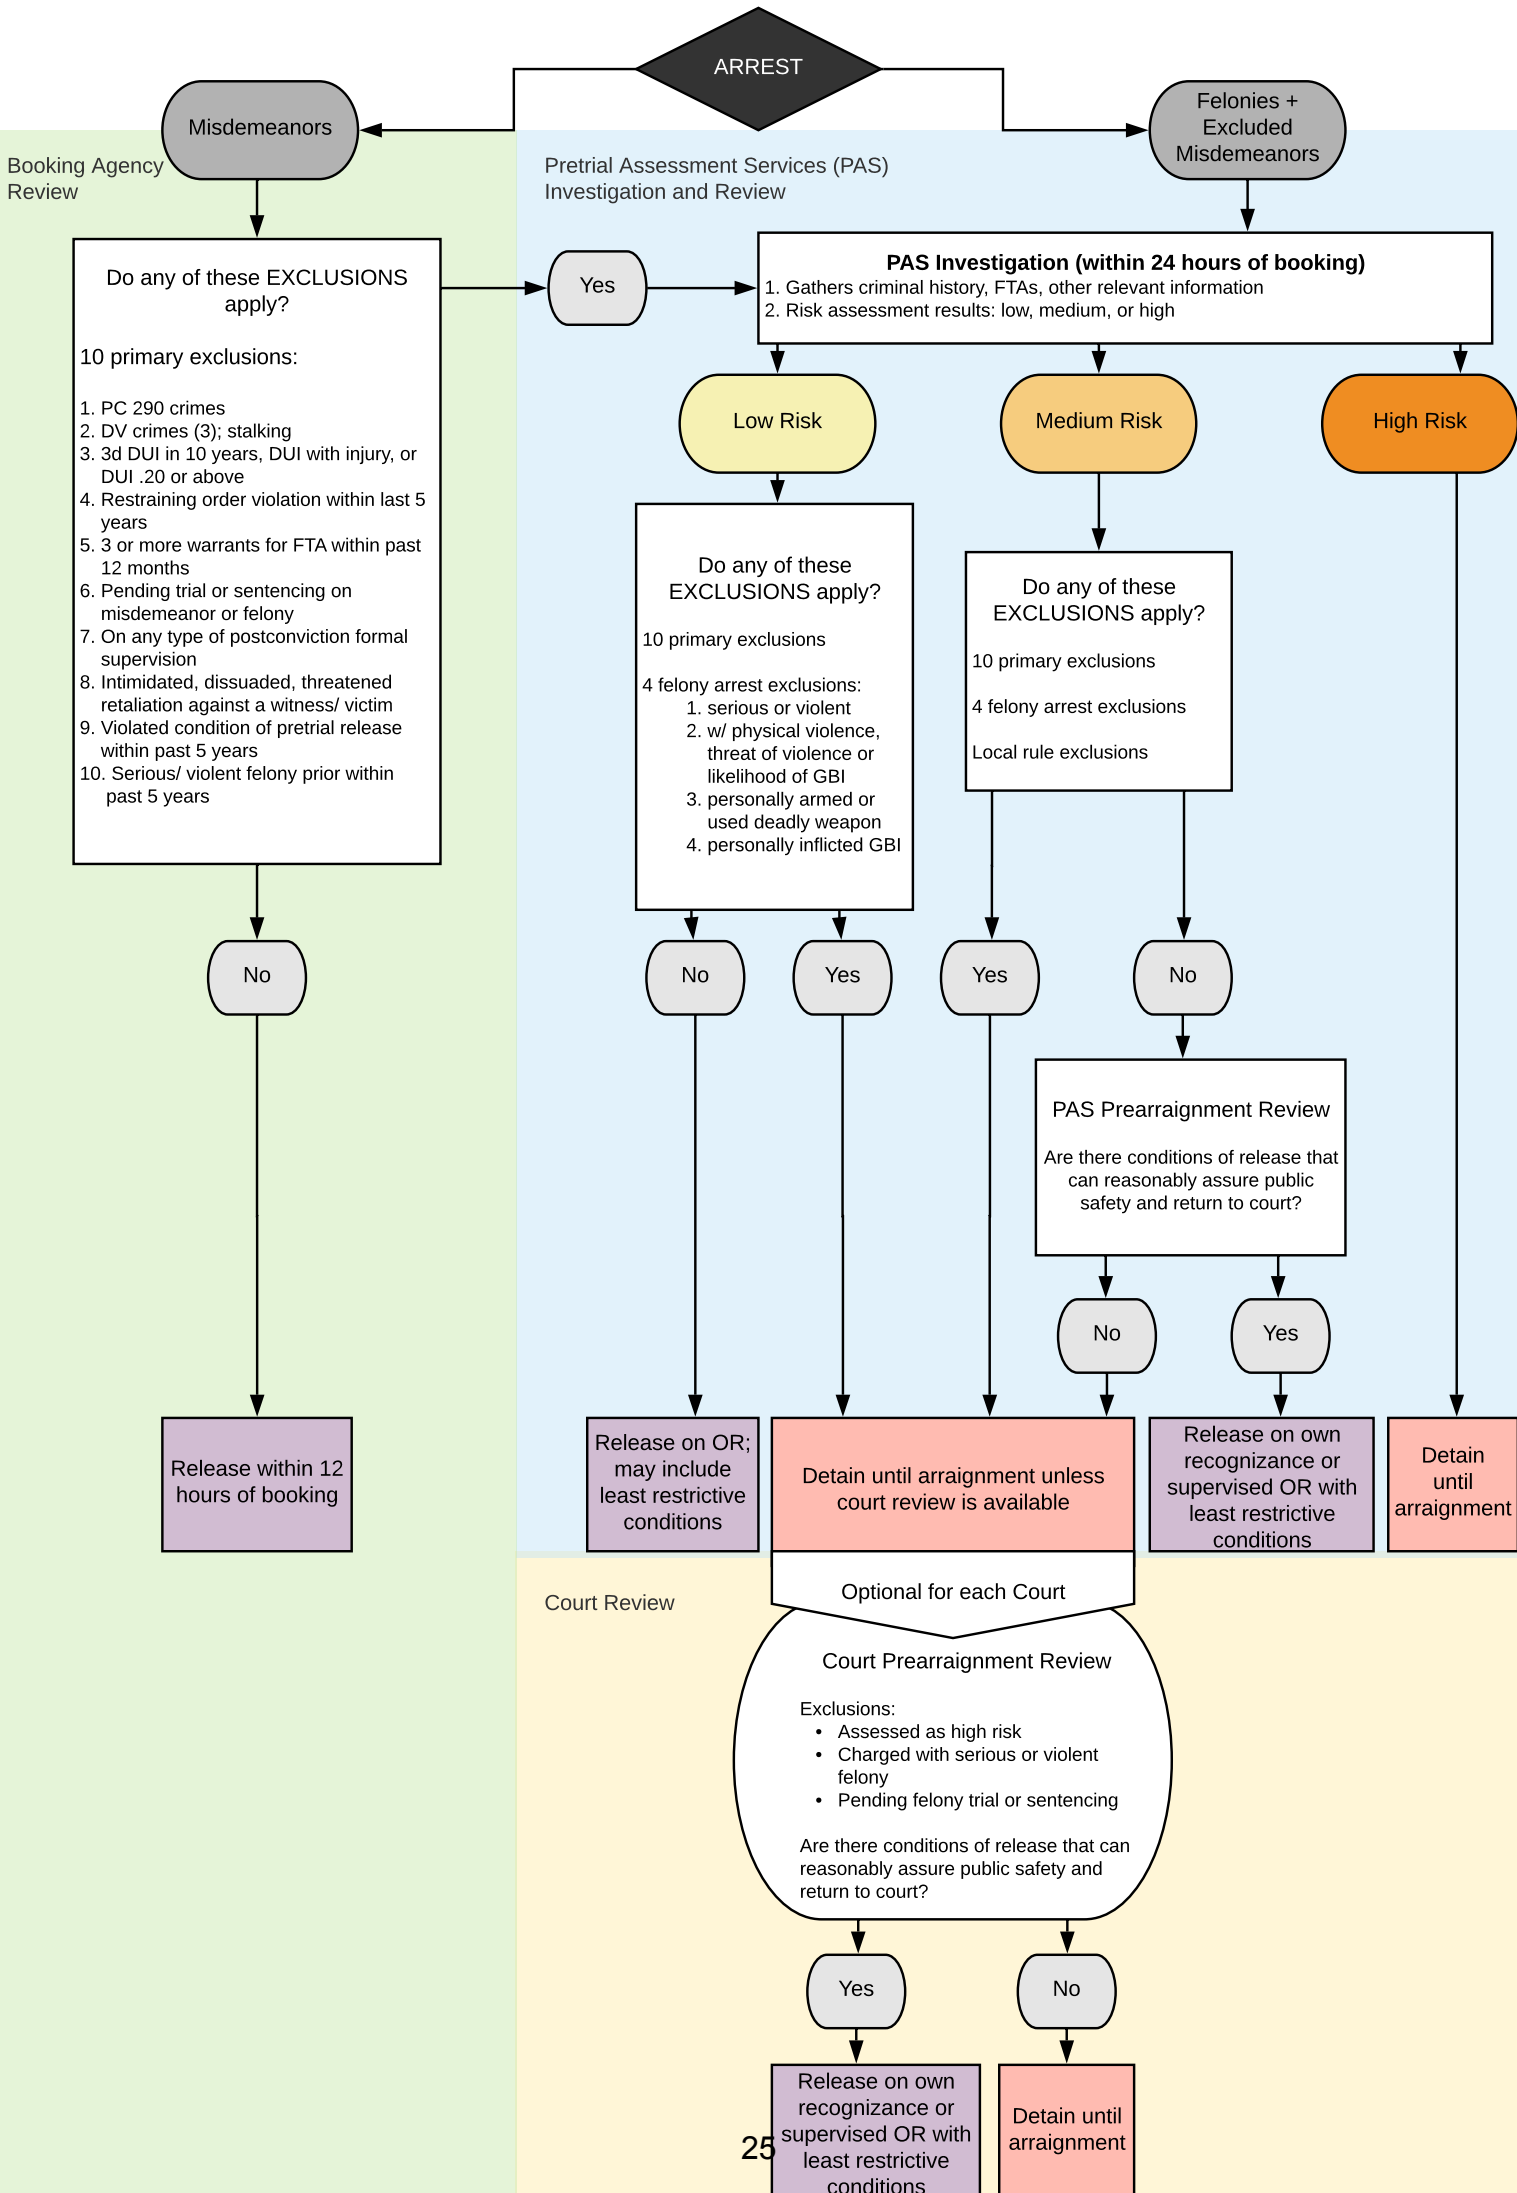 ARREST
Misdemeanors
Felonies +
Excluded
Misdemeanors
Booking Agency
Review
Pretrial Assessment Services (PAS)
Investigation and Review
Do any of these EXCLUSIONS
apply?
10 primary exclusions:
1. PC 290 crimes
2. DV crimes (3); stalking
3. 3d DUI in 10 years, DUI with injury, or
DUI .20 or above
4. Restraining order violation within last 5
years
5. 3 or more warrants for FTA within past
12 months
6. Pending trial or sentencing on
misdemeanor or felony
7. On any type of postconviction formal
supervision
8. Intimidated, dissuaded, threatened
retaliation against a witness/ victim
9. Violated condition of pretrial release
within past 5 years
10. Serious/ violent felony prior within
past 5 years
Yes
PAS Investigation (within 24 hours of booking)
1. Gathers criminal history, FTAs, other relevant information
2. Risk assessment results: low, medium, or high
Low Risk
Medium Risk
High Risk
Do any of these
EXCLUSIONS apply?
10 primary exclusions
4 felony arrest exclusions:
1. serious or violent
2. w/ physical violence,
threat of violence or
likelihood of GBI
3. personally armed or
used deadly weapon
4. personally inflicted GBI
Do any of these
EXCLUSIONS apply?
10 primary exclusions
4 felony arrest exclusions
Local rule exclusions
No
No
Yes
Yes
No
PAS Prearraignment Review
Are there conditions of release that
can reasonably assure public
safety and return to court?
No
Yes
Release within 12
hours of booking
Release on OR;
may include
least restrictive
conditions
Detain until arraignment unless
court review is available
Release on own
recognizance or
supervised OR with
least restrictive
conditions
Detain
until
arraignment
Court Review
Optional for each Court
Court Prearraignment Review
Exclusions:
• Assessed as high risk
• Charged with serious or violent
felony
• Pending felony trial or sentencing
Are there conditions of release that can
reasonably assure public safety and
return to court?
Yes
No
Release on own
recognizance or
supervised OR with
least restrictive
conditions
Detain until
arraignment
25